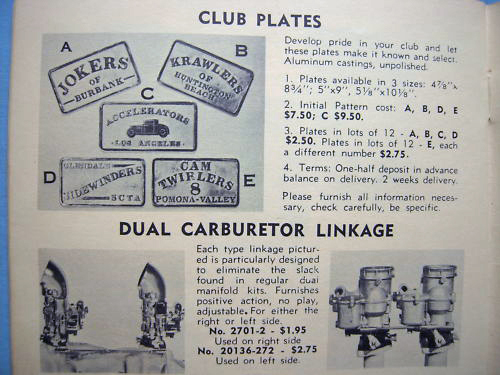 CLUB PLATES
A
B
C
D
E
JOKERS
OF
BURBANK
KRAWLERS
OF
HUNTINGTON
BEACH
ACCELERATORS
LOS ANGELES
GLENDALE
SIDEWINDERS
SCTA
CAM
TWIRLERS
8
POMONA-VALLEY
Develop pride in your club and let
these plates make it known and select.
Aluminum castings, unpolished.
1. Plates available in 3 sizes: 4⅞"x
8¾"; 5"x9", 5⅛"x10⅛".
2. Initial Pattern cost: A, B, D, E
$7.50; C $9.50.
3. Plates in lots of 12 - A, B, C, D
$2.50. Plates in lots of 12 - E, each
a different number $2.75.
4. Terms: One-half deposit in advance
balance on delivery. 2 weeks delivery.
Please furnish all information neces-
sary, check carefully, be specific.
DUAL CARBURETOR LINKAGE
Each type linkage pictur-
ed is particularly designed
to eliminate the slack
found in regular dual
manifold kits. Furnishes
positive action, no play,
adjustable. For either the
right or left side.
No. 2701-2 - $1.95
Used on right side
No. 20136-272 - $2.75
Used on left side.